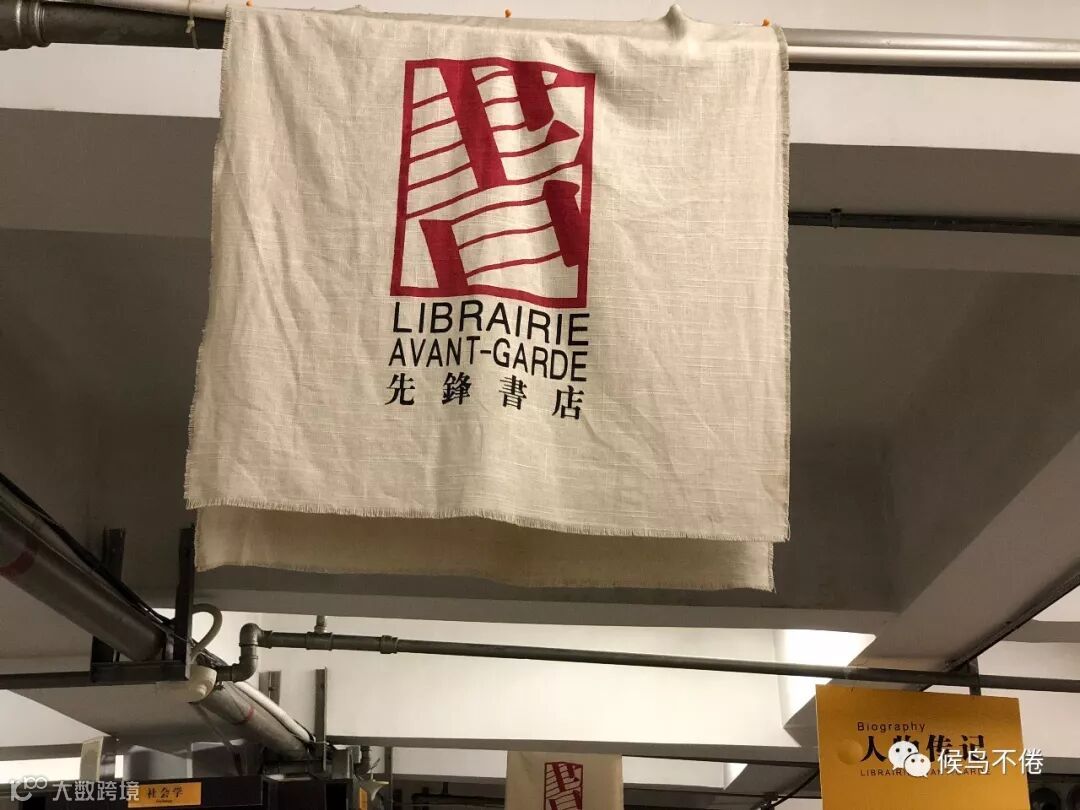 LIBRAIRIE
AVANT-GARDE
先鋒書店
Biography
人物传记
候鸟不倦
大数跨境
社会学